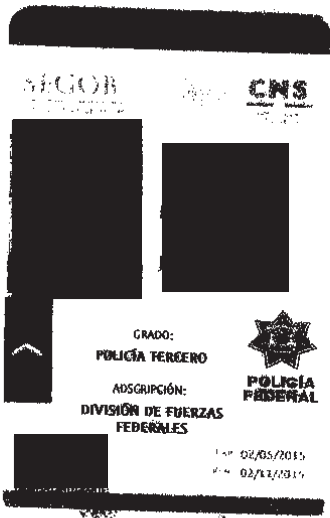 SEGOB
CNS
GRADO:
POLICÍA TERCERO
ADSCRIPCIÓN:
DIVISIÓN DE FUERZAS
FEDERALES
POLICÍA
FEDERAL
02/05/2015
02/11/2015